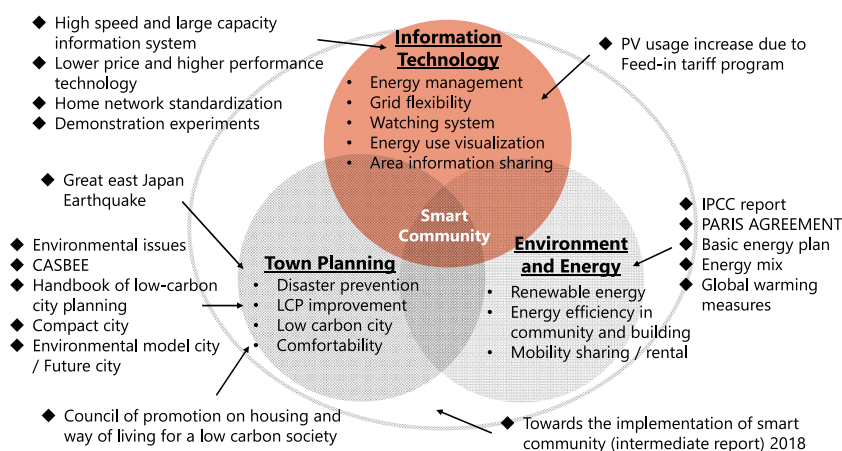 ◆ High speed and large capacity
information system
◆ Lower price and higher performance
technology
◆ Home network standardization
◆ Demonstration experiments
Information
Technology
• Energy management
• Grid flexibility
• Watching system
• Energy use visualization
• Area information sharing
◆ PV usage increase due to
Feed-in tariff program
◆ Great east Japan
Earthquake
Smart
Community
◆ IPCC report
◆ PARIS AGREEMENT
◆ Basic energy plan
◆ Energy mix
◆ Global warming
measures
◆ Environmental issues
◆ CASBEE
◆ Handbook of low-carbon
city planning
◆ Compact city
◆ Environmental model city
/ Future city
Town Planning
• Disaster prevention
• LCP improvement
• Low carbon city
• Comfortability
Environment
and Energy
• Renewable energy
• Energy efficiency in
community and building
• Mobility sharing / rental
◆ Council of promotion on housing and
way of living for a low carbon society
◆ Towards the implementation of smart
community (intermediate report) 2018